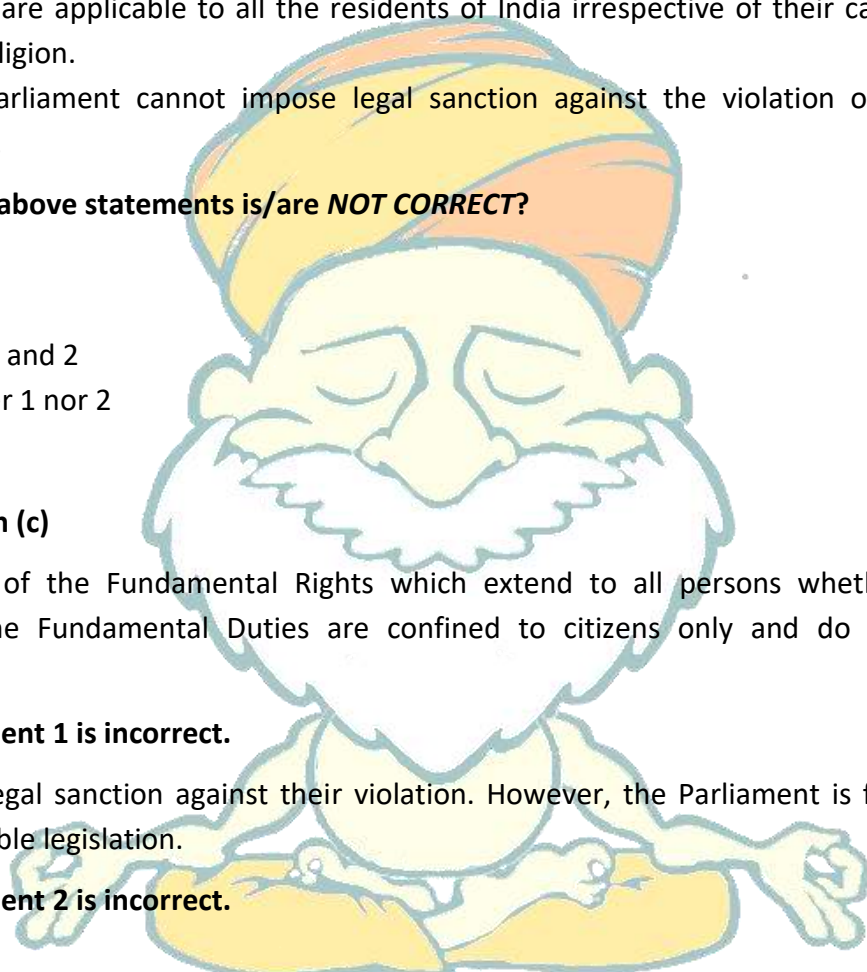 are applicable to all the residents of India irrespective of their ca
ligion.
arliament cannot impose legal sanction against the violation o
above statements is/are NOT CORRECT?
and 2
r 1 nor 2
n (c)
of the Fundamental Rights which extend to all persons wheth
he Fundamental Duties are confined to citizens only and do
ent 1 is incorrect.
egal sanction against their violation. However, the Parliament is f
ble legislation.
ent 2 is incorrect.